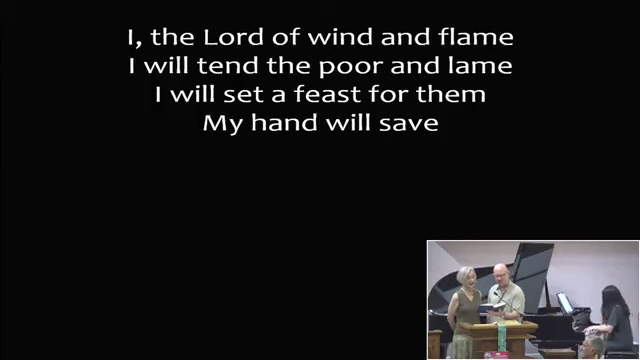 I, the Lord of wind and flame
I will tend the poor and lame
I will set a feast for them
My hand will save